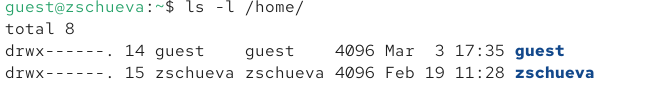 guest@zschueva:~$ ls -l /home/
total 8
drwx------. 14 guest    guest    4096 Mar  3 17:35 guest
drwx------. 15 zschueva zschueva 4096 Feb 19 11:28 zschueva